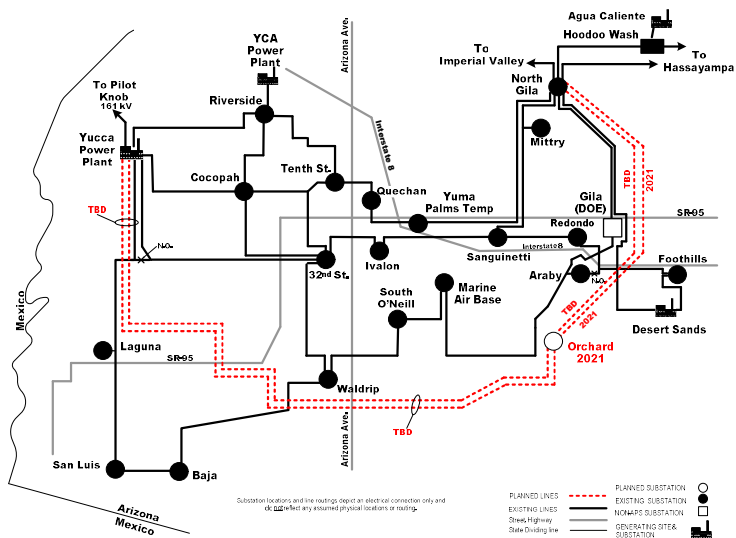 Agua Caliente
Hoodoo Wash
To
Hassayampa
To
Imperial Valley
North
Gila
YCA
Power
Plant
Arizona Ave.
To Pilot
Knob
161 kV
Riverside
Interstate 8
Mittry
Yucca
Power
Plant
Tenth St.
Cocopah
Quechan
Yuma
Palms Temp
TBD
2021
Gila
(DOE)
SR-95
TBD
N.O.
Redondo
Interstate 8
Sanguinetti
Ivalon
32nd St.
Foothills
Araby
N.O.
Marine
Air Base
South
O'Neill
TBD
2021
Desert Sands
Mexico
Laguna
SR-95
Orchard
2021
Waldrip
TBD
Arizona Ave.
San Luis
Baja
Arizona
Mexico
Substation locations and line routings depict an electrical connection only and
do not reflect any assumed physical locations or routing.
PLANNED SUBSTATION
PLANNED LINES
EXISTING SUBSTATION
EXISTING LINES
NON-APS SUBSTATION
Street, Highway
State Dividing line
GENERATING SITE &
SUBSTATION